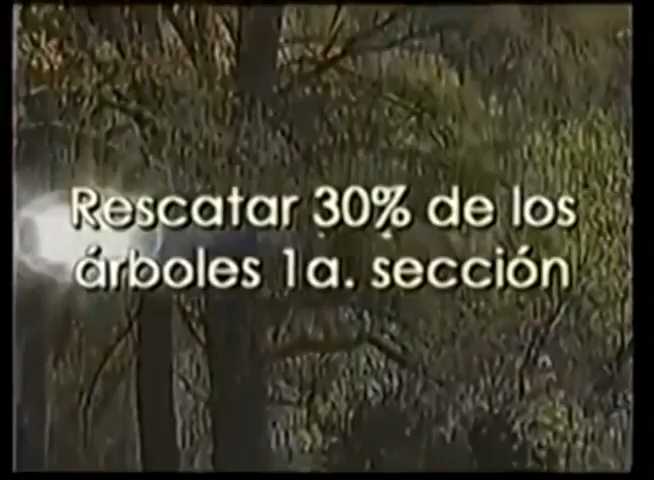 Rescatar 30% de los
árboles 1a. sección